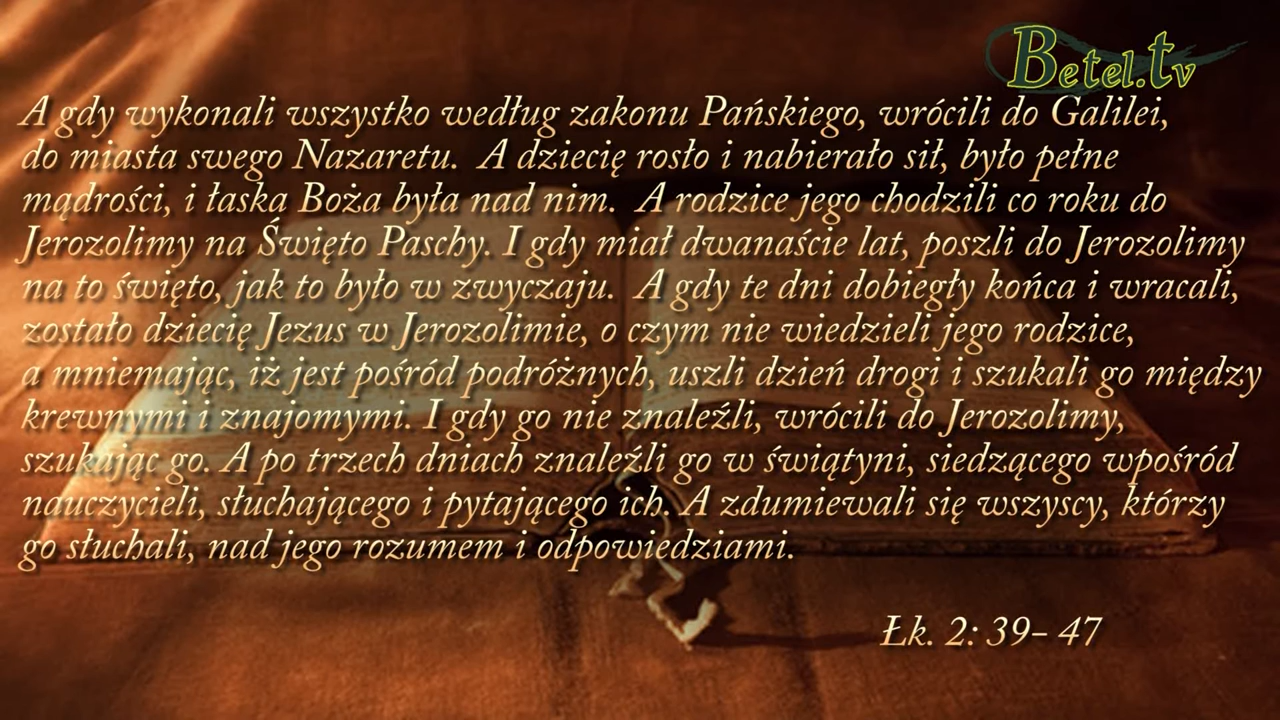 Betel.tv
A gdy wykonali wszystko według zakonu Pańskiego, wrócili do Galilei,
do miasta swego Nazaretu. A dziecię rosło i nabierało sił, było pełne
mądrości, i łaska Boża była nad nim. A rodzice jego chodzili co roku do
Jerozolimy na Święto Paschy. I gdy miał dwanaście lat, poszli do Jerozolimy
na to święto, jak to było w zwyczaju. A gdy te dni dobiegły końca i wracali,
zostało dziecię Jezus w Jerozolimie, o czym nie wiedzieli jego rodzice,
a mniemając, iż jest pośród podróżnych, uszli dzień drogi i szukali go między
krewnymi i znajomymi. I gdy go nie znaleźli, wrócili do Jerozolimy,
szukając go. A po trzech dniach znaleźli go w świątyni, siedzącego wpośród
nauczycieli, słuchającego i pytającego ich. A zdumiewali się wszyscy, którzy
go słuchali, nad jego rozumem i odpowiedziami.
Łk. 2: 39- 47